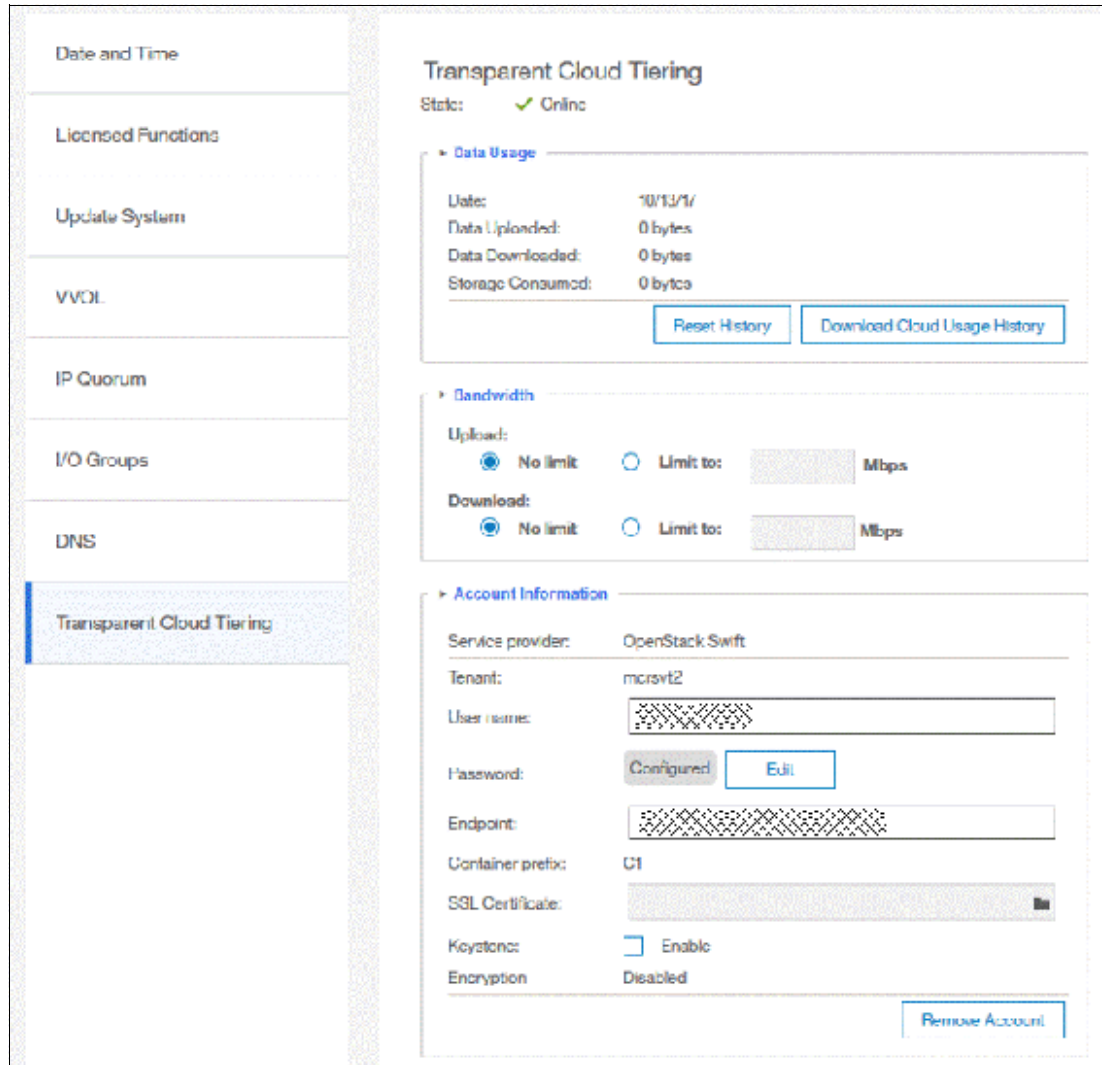 Date and Time
Licensed Functions
Update System
VVOL
IP Quorum
I/O Groups
DNS
Transparent Cloud Tiering
Transparent Cloud Tiering
State: Online
Data Usage
Date: 10/13/17
Data Uploaded: 0 bytes
Data Downloaded: 0 bytes
Storage Consumed: 0 bytes
Reset History Download Cloud Usage History
Bandwidth
Upload:
No limit Limit to: Mbps
Download:
No limit Limit to: Mbps
Account Information
Service provider: OpenStack Swift
Tenant: mcrsvt2
User name:
Password: Configured Edit
Endpoint:
Container prefix: C1
SSL Certificate:
Keystone: Enable
Encryption Disabled
Remove Account